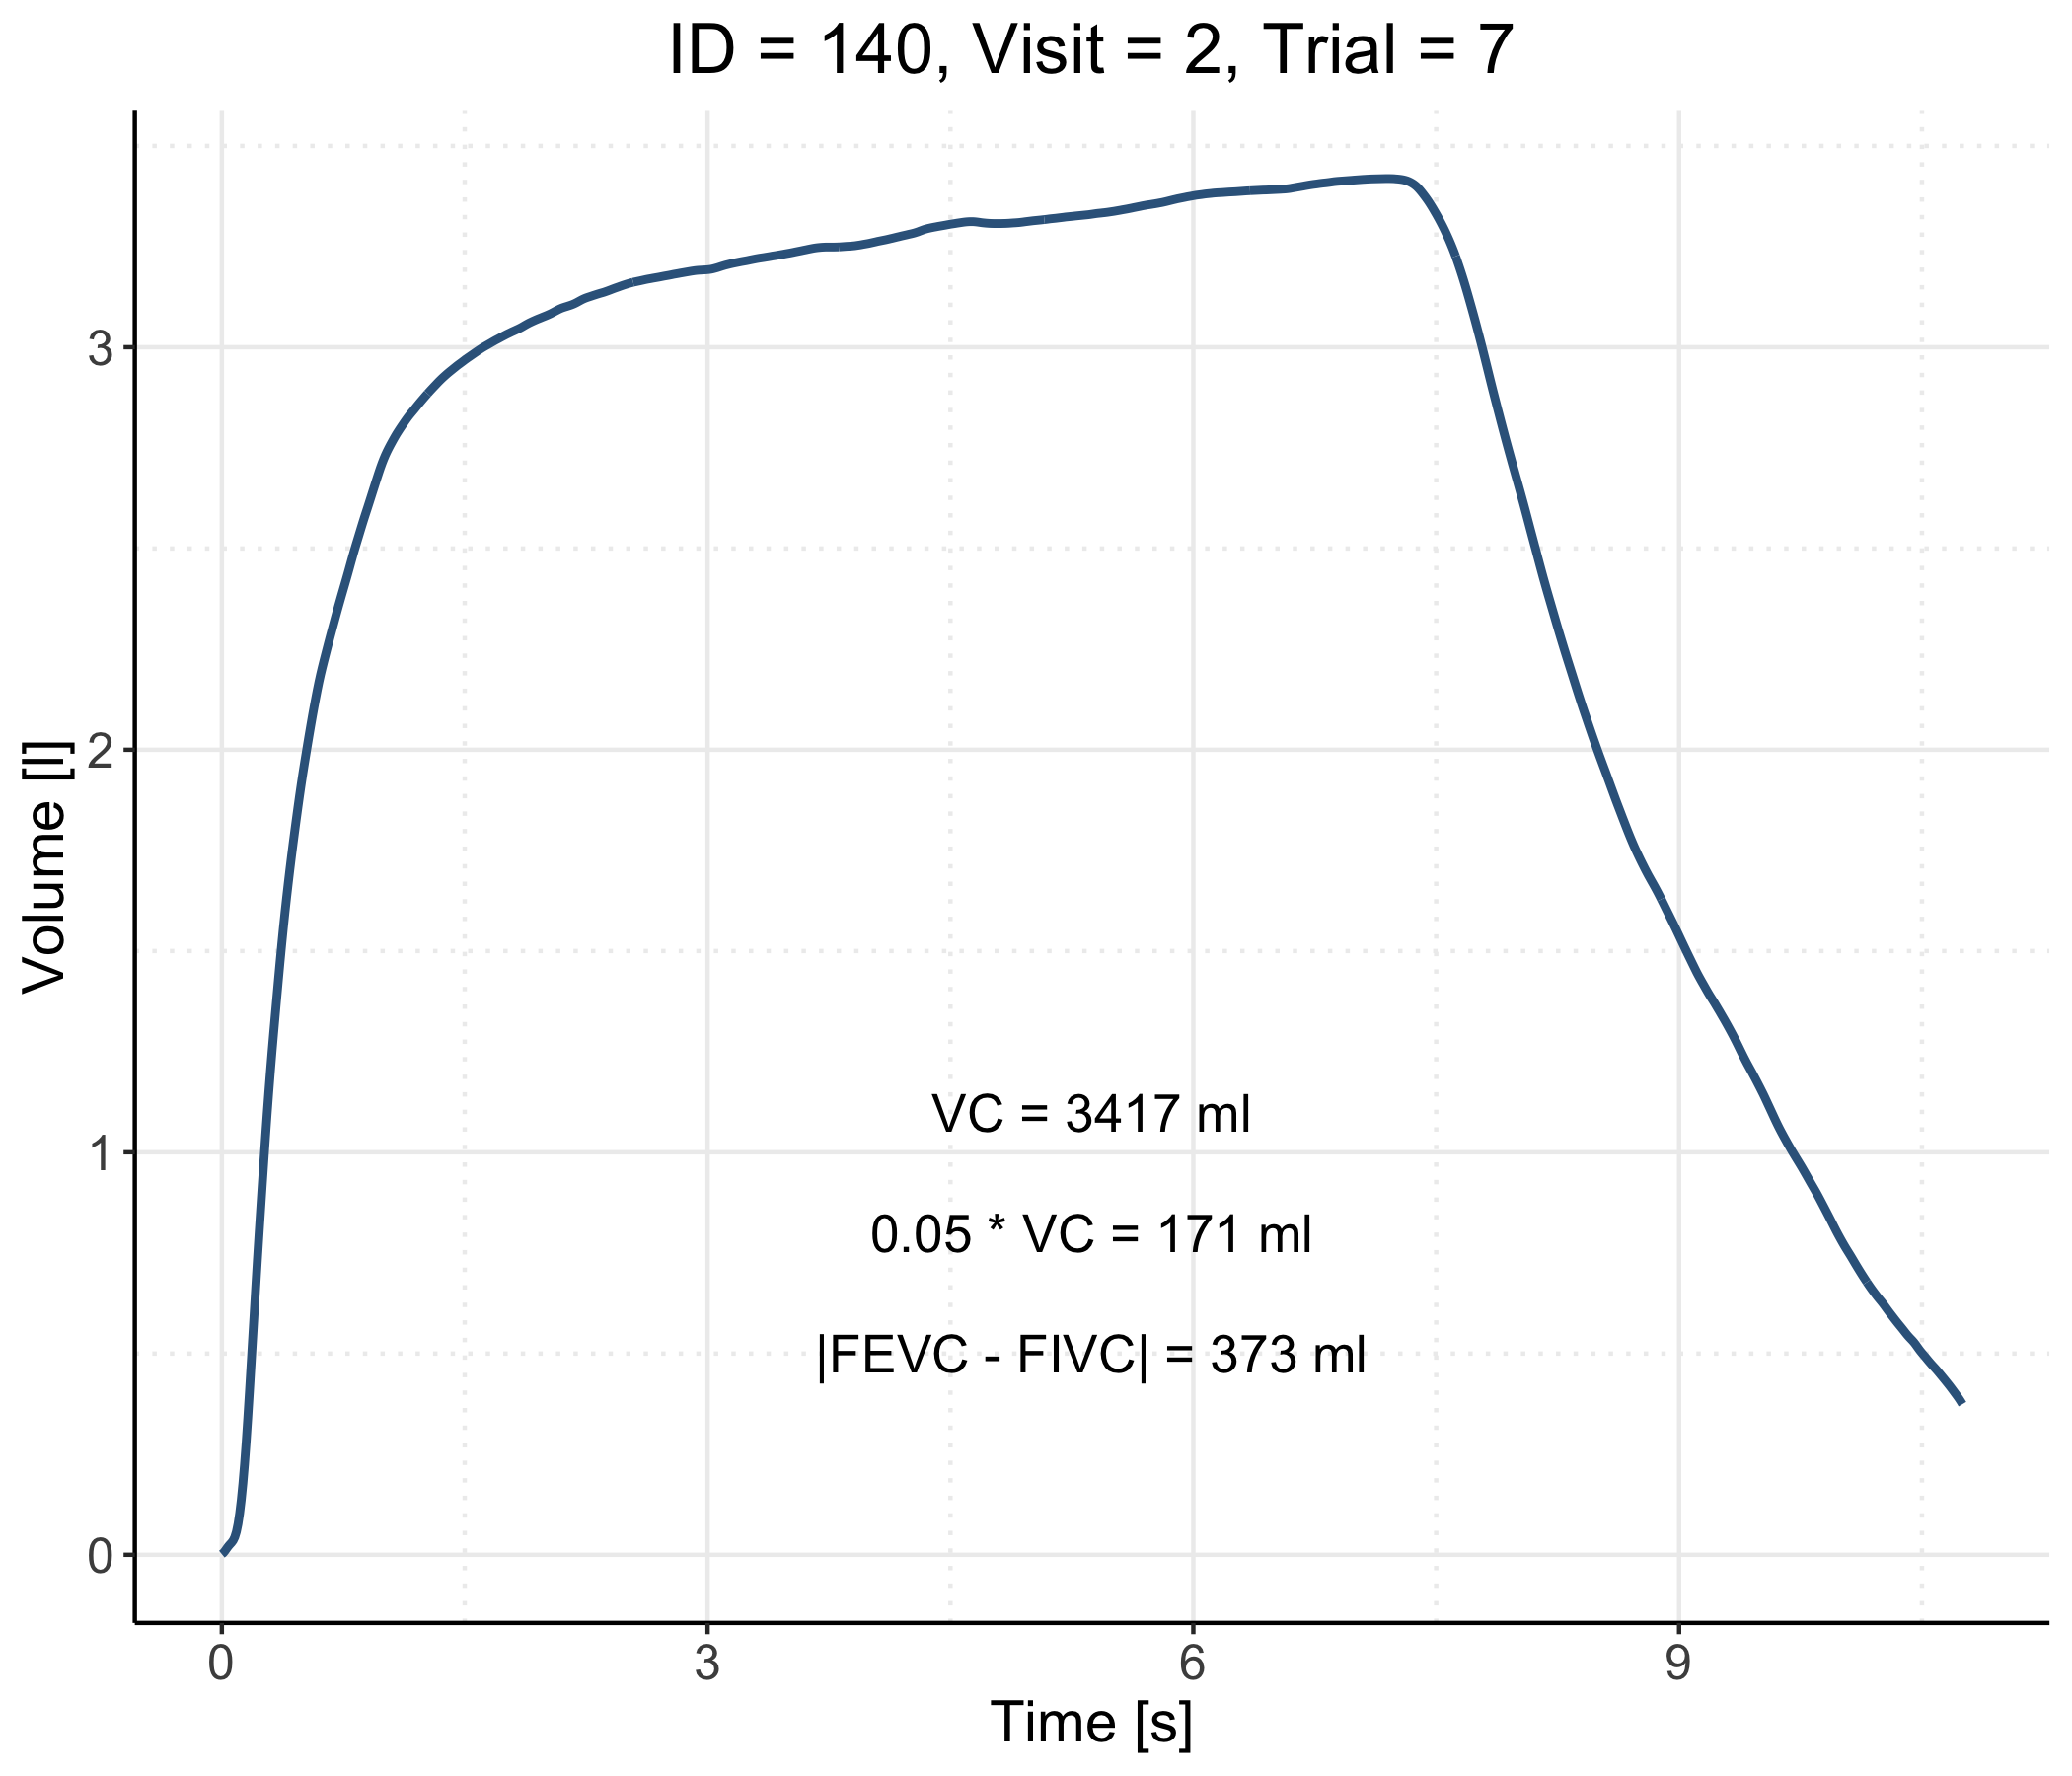 ID = 140, Visit = 2, Trial = 7
Volume [l]
3
2
1
0
VC = 3417 ml
0.05 * VC = 171 ml
|FEVC - FIVC| = 373 ml
0 3 6 9
Time [s]